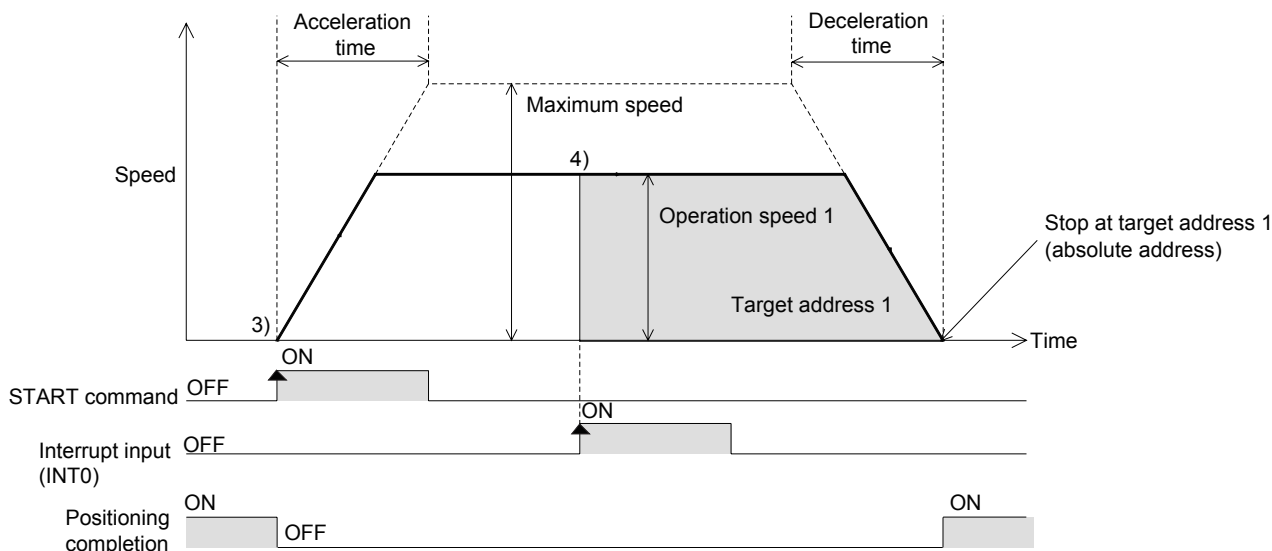 Acceleration
time
Deceleration
time
Maximum speed
4)
Speed
Operation speed 1
Stop at target address 1
(absolute address)
Target address 1
3)
Time
ON
START command
OFF
ON
Interrupt input
(INT0)
OFF
ON
ON
Positioning
completion
OFF